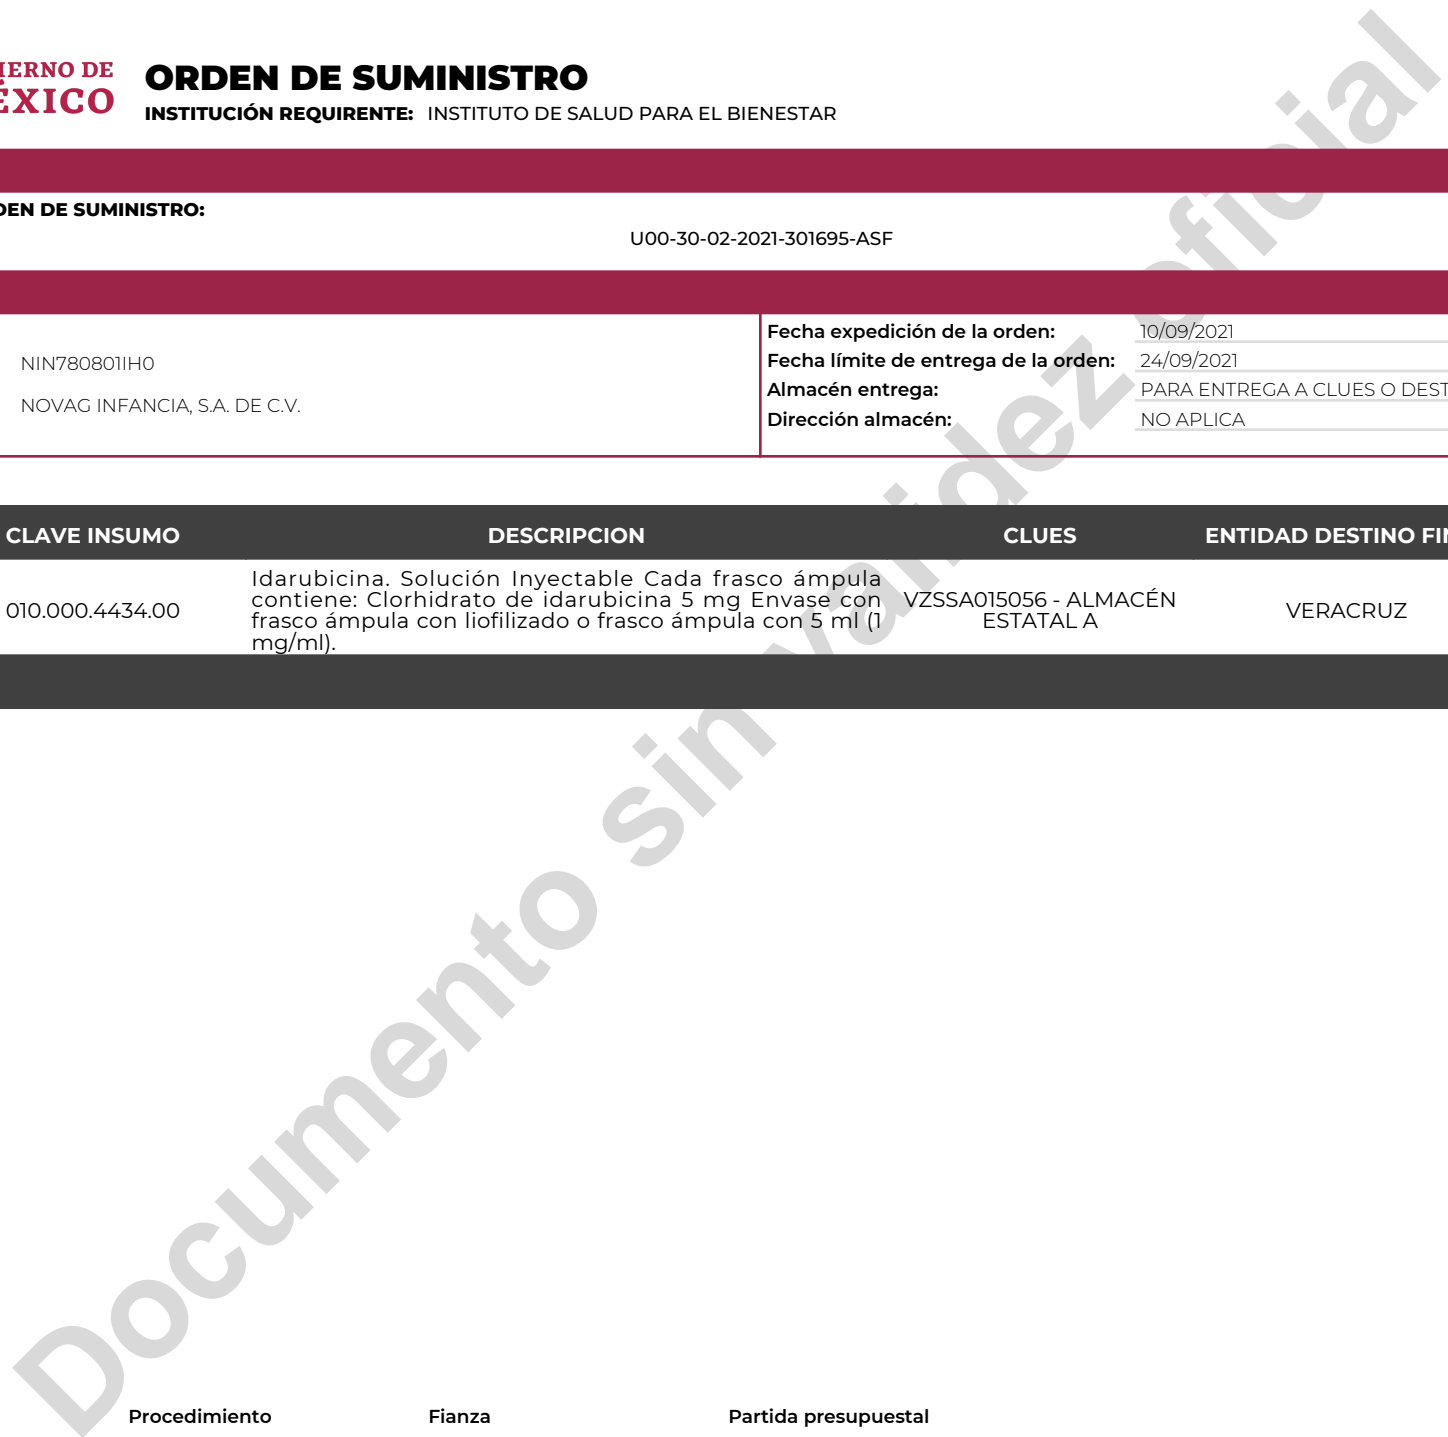 IERNO DE
ÉXICO
ORDEN DE SUMINISTRO
INSTITUCIÓN REQUIRENTE: INSTITUTO DE SALUD PARA EL BIENESTAR
DEN DE SUMINISTRO:
U00-30-02-2021-301695-ASF
NIN780801IH0
NOVAG INFANCIA, S.A. DE C.V.
Fecha expedición de la orden: 10/09/2021
Fecha límite de entrega de la orden: 24/09/2021
Almacén entrega: PARA ENTREGA A CLUES O DEST
Dirección almacén: NO APLICA
CLAVE INSUMO DESCRIPCION CLUES ENTIDAD DESTINO FIN
010.000.4434.00
Idarubicina. Solución Inyectable Cada frasco ámpula
contiene: Clorhidrato de idarubicina 5 mg Envase con
frasco ámpula con liofilizado o frasco ámpula con 5 ml (1
mg/ml).
VZSSA015056 - ALMACÉN
ESTATAL A
VERACRUZ
Documento sin validez oficial
Procedimiento Fianza Partida presupuestal